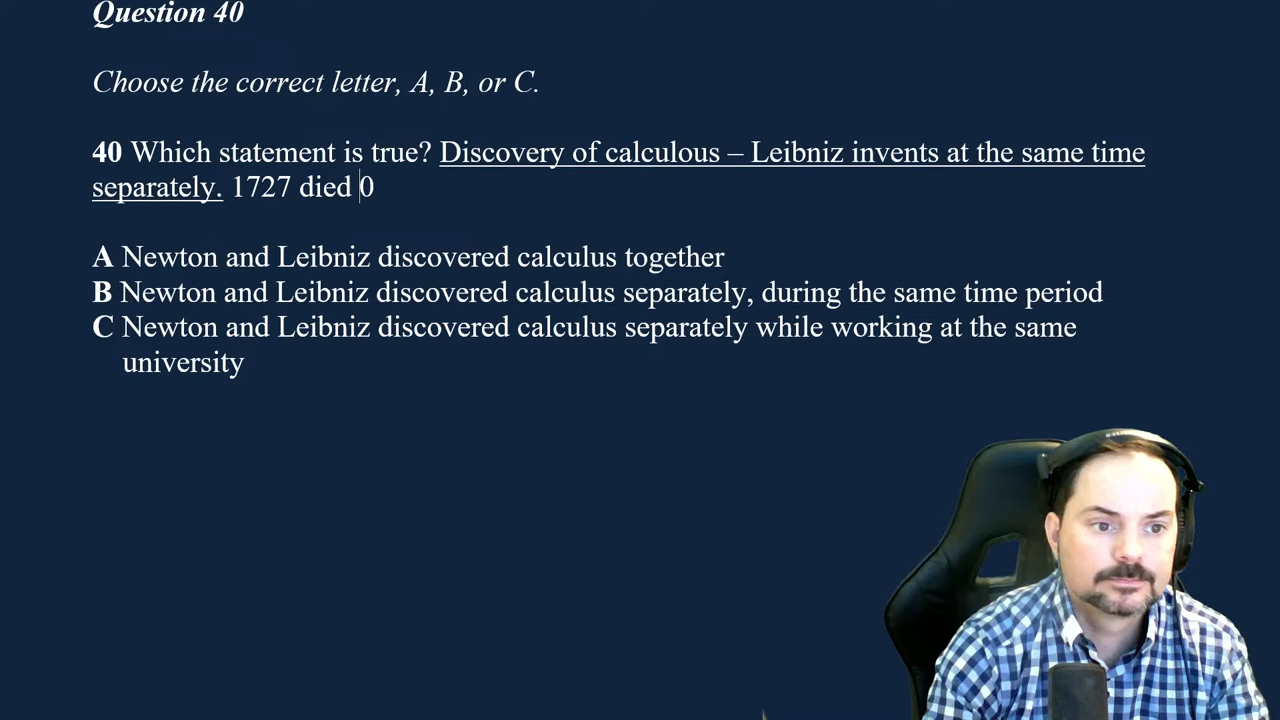 Question 40
Choose the correct letter, A, B, or C.
40 Which statement is true? Discovery of calculous – Leibniz invents at the same time
separately. 1727 died 0
A Newton and Leibniz discovered calculus together
B Newton and Leibniz discovered calculus separately, during the same time period
C Newton and Leibniz discovered calculus separately while working at the same
university